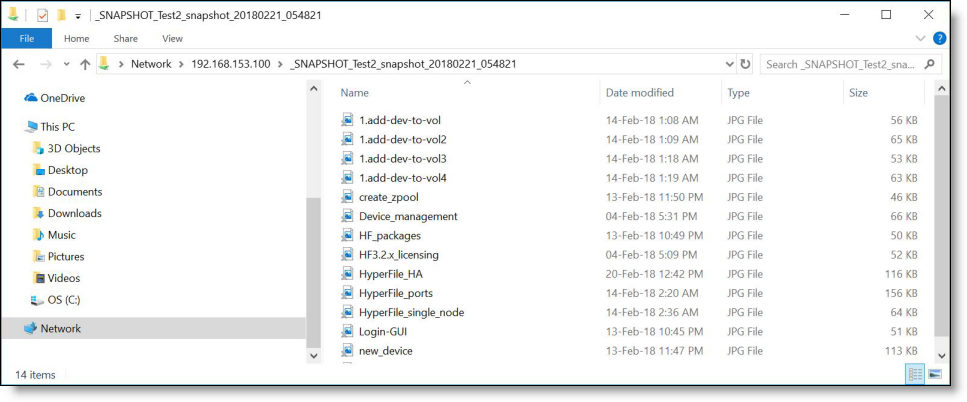 _SNAPSHOT_Test2_snapshot_20180221_054821
File Home Share View
Network 192.168.153.100 _SNAPSHOT_Test2_snapshot_20180221_054821 Search _SNAPSHOT_Test2_sna...
OneDrive
This PC
3D Objects
Desktop
Documents
Downloads
Music
Pictures
Videos
OS (C:)
Network
Name Date modified Type Size
1.add-dev-to-vol 14-Feb-18 1:08 AM JPG File 56 KB
1.add-dev-to-vol2 14-Feb-18 1:09 AM JPG File 65 KB
1.add-dev-to-vol3 14-Feb-18 1:18 AM JPG File 53 KB
1.add-dev-to-vol4 14-Feb-18 1:19 AM JPG File 63 KB
create_zpool 13-Feb-18 11:50 PM JPG File 46 KB
Device_management 04-Feb-18 5:31 PM JPG File 66 KB
HF_packages 13-Feb-18 10:49 PM JPG File 50 KB
HF3.2.x_licensing 04-Feb-18 5:09 PM JPG File 52 KB
HyperFile_HA 20-Feb-18 12:42 PM JPG File 116 KB
HyperFile_ports 14-Feb-18 2:20 AM JPG File 156 KB
HyperFile_single_node 14-Feb-18 2:36 AM JPG File 64 KB
Login-GUI 13-Feb-18 10:45 PM JPG File 51 KB
new_device 13-Feb-18 11:47 PM JPG File 113 KB
14 items